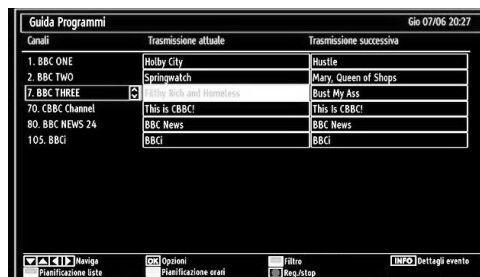 Guida Programmi Gio 07/06 20:27
Canali Trasmissione attuale Trasmissione successiva
1. BBC ONE Holby City Hustle
2. BBC TWO Springwatch Mary, Queen of Shops
7. BBC THREE Filthy Rich and Homeless Bust My Ass
70. CBBC Channel This is CBBC! This Is CBBC!
80. BBC NEWS 24 BBC News BBC News
105. BBCi BBCi BBCi
Naviga OK Opzioni Filtro INFO Dettagli evento
Pianificazione liste Pianificazione orari Reg./stop